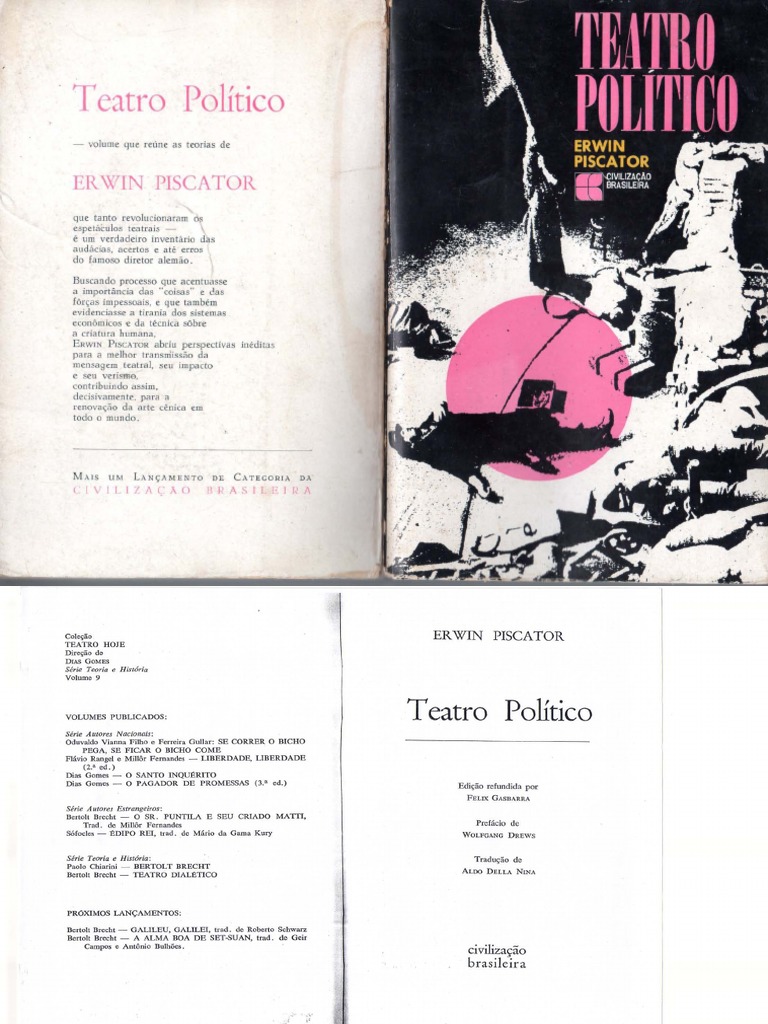 Teatro Político
— volume que reúne as teorias de
ERWIN PISCATOR
que tanto revolucionaram os
espetáculos teatrais —
é um verdadeiro inventário das
audácias, acertos e até erros
do famoso diretor alemão.
Buscando processo que acentuasse
a importância das "coisas" e das
fôrças impessoais, e que também
evidenciasse a tirania dos sistemas
econômicos e da técnica sôbre
a criatura humana,
ERWIN PISCATOR abriu perspectivas inéditas
para a melhor transmissão da
mensagem teatral, seu impacto
e seu verismo,
contribuindo assim,
decisivamente, para a
renovação da arte cênica em
todo o mundo.
MAIS UM LANÇAMENTO DE CATEGORIA DA
CIVILIZAÇÃO BRASILEIRA
TEATRO
POLÍTICO
ERWIN
PISCATOR
CIVILIZAÇÃO
BRASILEIRA
Coleção
TEATRO HOJE
Direção de
DIAS GOMES
Série Teoria e História
Volume 9
VOLUMES PUBLICADOS:
Série Autores Nacionais:
Oduvaldo Vianna Filho e Ferreira Gullar: SE CORRER O BICHO
PEGA, SE FICAR O BICHO COME
Flávio Rangel e Millôr Fernandes — LIBERDADE, LIBERDADE
(2.ª ed.)
Dias Gomes — O SANTO INQUÉRITO
Dias Gomes — O PAGADOR DE PROMESSAS (3.ª ed.)
Série Autores Estrangeiros:
Bertolt Brecht — O SR. PUNTILA E SEU CRIADO MATTI,
Trad. de Millôr Fernandes
Sófocles — ÉDIPO REI, trad. de Mário da Gama Kury
Série Teoria e História:
Paolo Chiarini — BERTOLT BRECHT
Bertolt Brecht — TEATRO DIALÉTICO
PRÓXIMOS LANÇAMENTOS:
Bertolt Brecht — GALILEU, GALILEI, trad. de Roberto Schwarz
Bertolt Brecht — A ALMA BOA DE SET-SUAN, trad. de Geir
Campos e Antônio Bulhões.
ERWIN PISCATOR
Teatro Político
Edição refundida por
FELIX GASBARRA
Prefácio de
WOLFGANG DREWS
Tradução de
ALDO DELLA NINA
civilização
brasileira